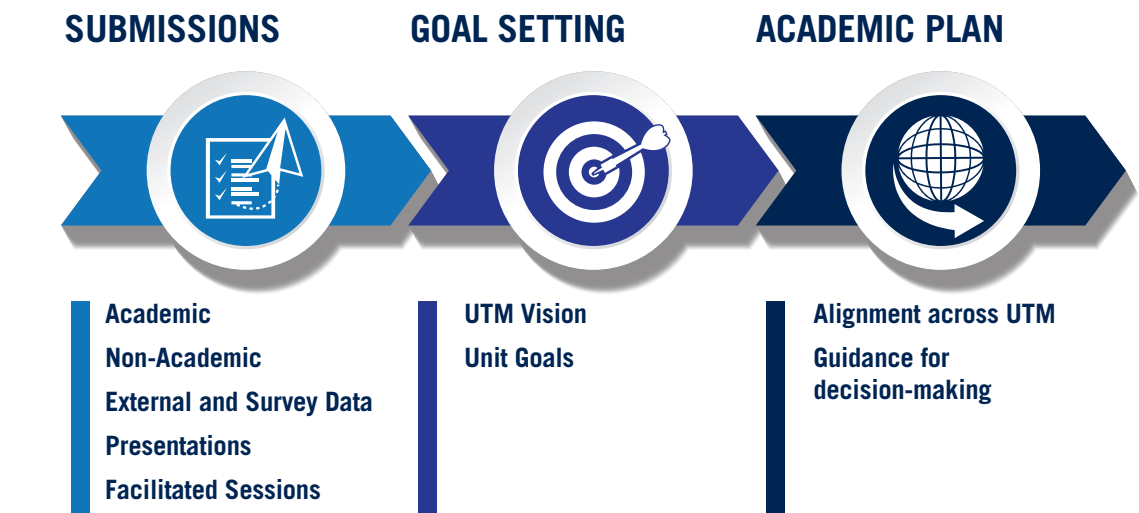 SUBMISSIONS
Academic
Non-Academic
External and Survey Data
Presentations
Facilitated Sessions
GOAL SETTING
UTM Vision
Unit Goals
ACADEMIC PLAN
Alignment across UTM
Guidance for
decision-making